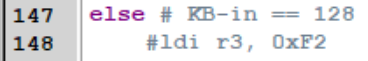 147 else # KB-in == 128
148 #ldi r3, 0xF2